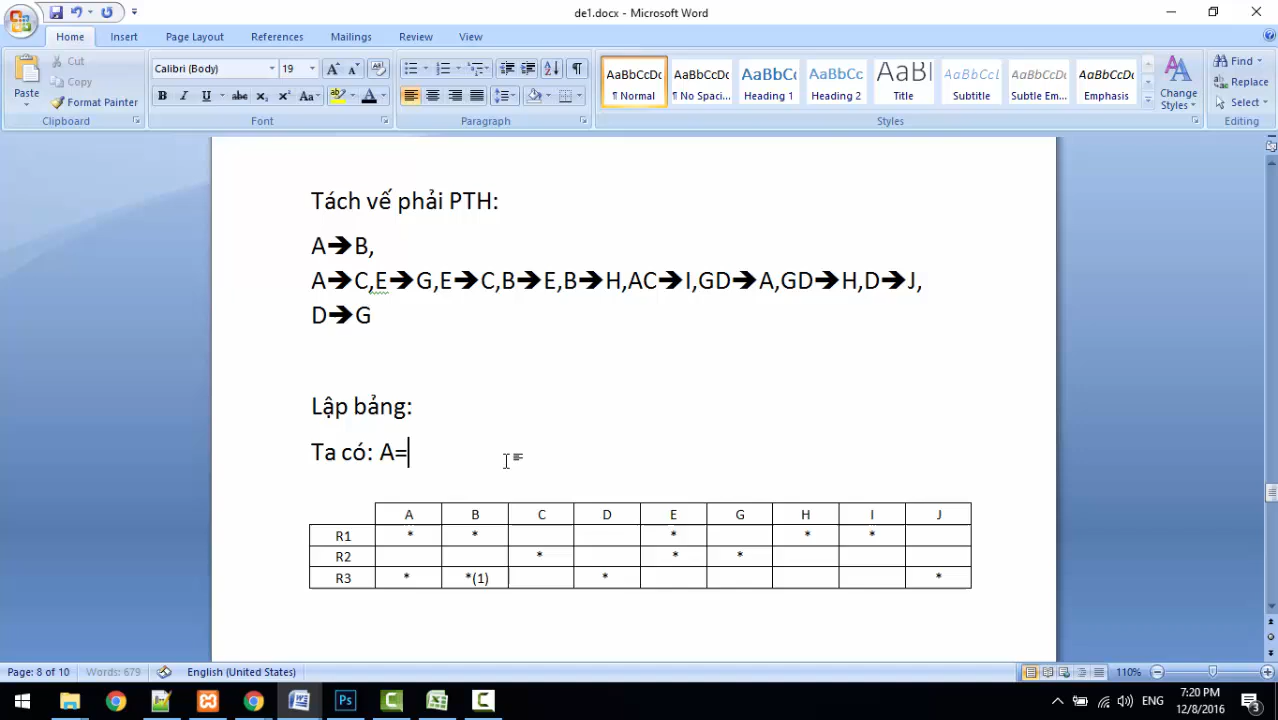 de1.docx - Microsoft Word
Home Insert Page Layout References Mailings Review View
Paste
Cut
Copy
Format Painter
Clipboard
Calibri (Body) 19
Font
Paragraph
AaBbCcDc AaBbCcDc AaBbCc AaBbCc AaBl AaBbCcL AaBbCcDc AaBbCcDc
¶ Normal ¶ No Spaci... Heading 1 Heading 2 Title Subtitle Subtle Em... Emphasis
Styles
Change Styles
Find
Replace
Select
Editing
Tách vế phải PTH:
A➔B,
A➔C,E➔G,E➔C,B➔E,B➔H,AC➔I,GD➔A,GD➔H,D➔J,
D➔G
Lập bảng:
Ta có: A=
A B C D E G H I J
R1 * * * * *
R2 * * *
R3 * *(1) * *
Page: 8 of 10 Words: 679 English (United States) 110%
ENG
7:20 PM
12/8/2016
3